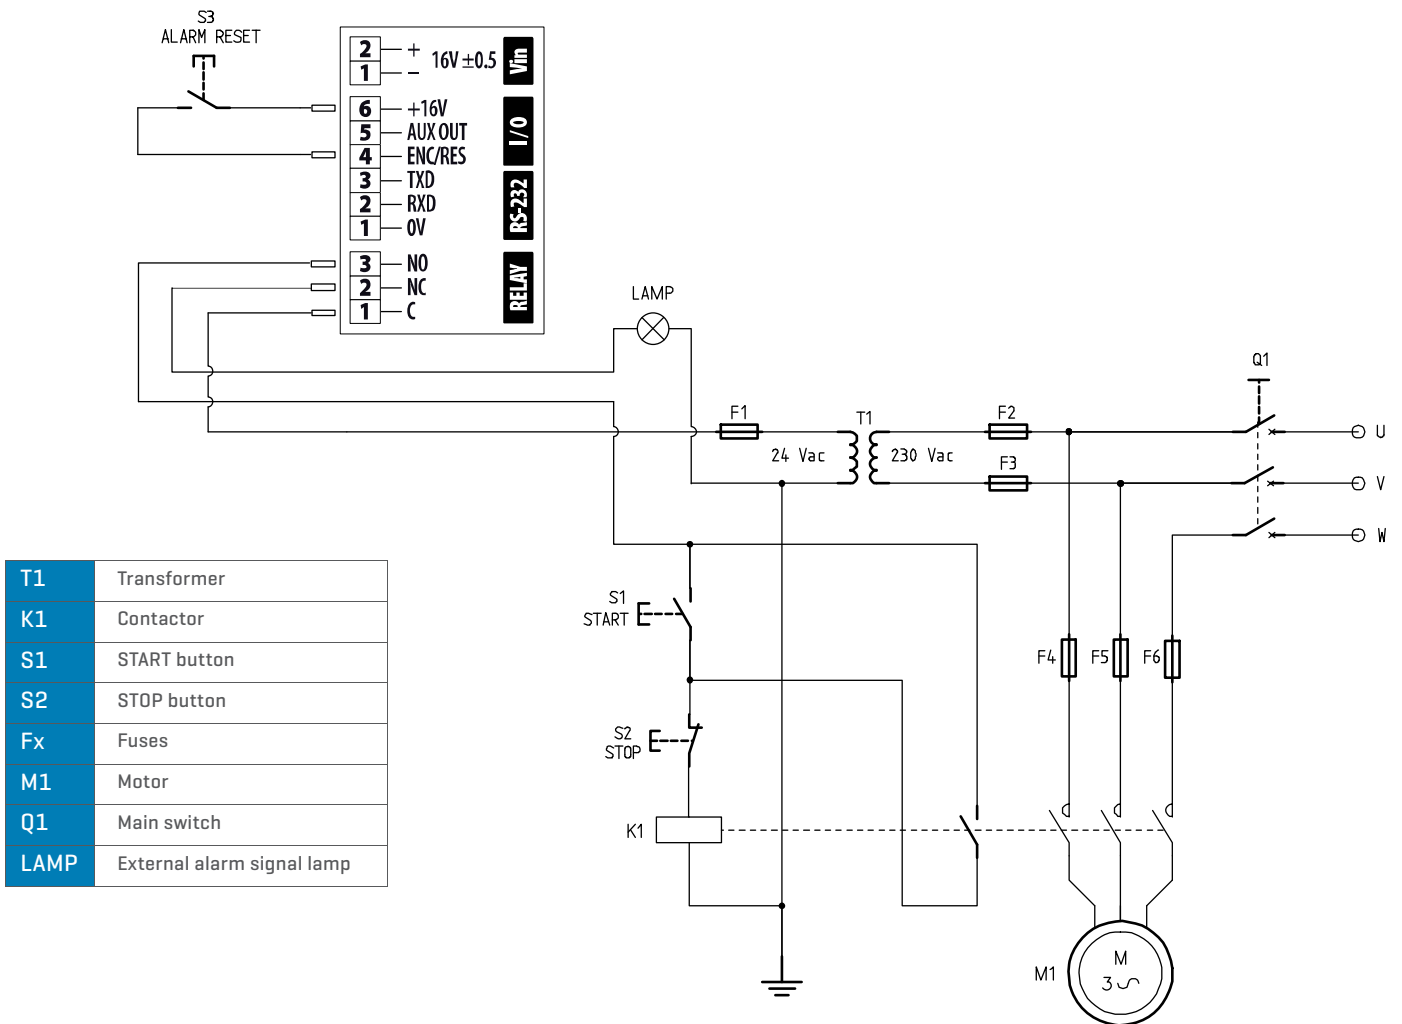 S3
ALARM RESET
2 + 16V ±0.5 Vin
1 −
6 +16V I/O
5 AUX OUT
4 ENC/RES
3 TXD RS-232
2 RXD
1 0V
3 NO RELAY
2 NC
1 C
LAMP
Q1
F1 T1 F2
U
24 Vac 230 Vac
F3
V
W
T1 Transformer
K1 Contactor
S1 START button
S2 STOP button
Fx Fuses
M1 Motor
Q1 Main switch
LAMP External alarm signal lamp
S1
START
F4 F5 F6
S2
STOP
K1
M1
M
3